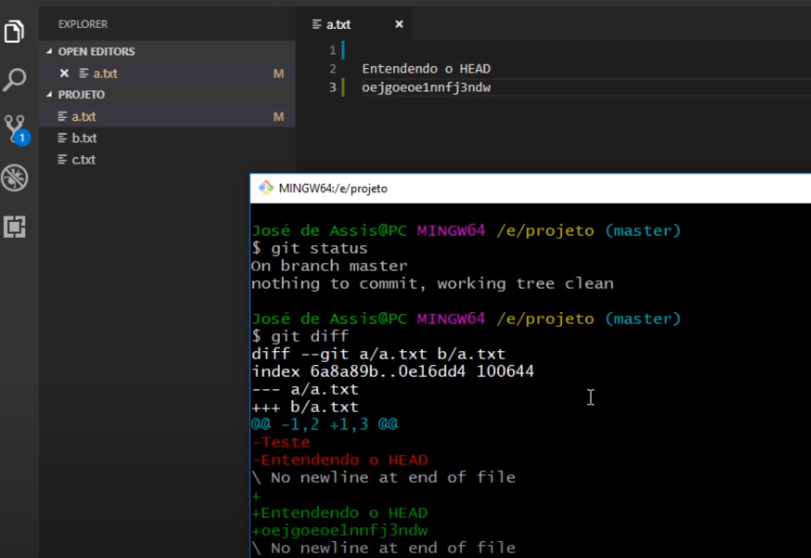 EXPLORER
OPEN EDITORS
a.txt M
PROJETO
a.txt M
b.txt
c.txt
1
a.txt
1
2 Entendendo o HEAD
3 oejgoeoe1nnfj3ndw
MINGW64:/e/projeto
José de Assis@PC MINGW64 /e/projeto (master)
$ git status
On branch master
nothing to commit, working tree clean
José de Assis@PC MINGW64 /e/projeto (master)
$ git diff
diff --git a/a.txt b/a.txt
index 6a8a89b..0e16dd4 100644
--- a/a.txt
+++ b/a.txt
@@ -1,2 +1,3 @@
-Teste
-Entendendo o HEAD
\ No newline at end of file
+
+Entendendo o HEAD
+oejgoeoe1nnfj3ndw
\ No newline at end of file